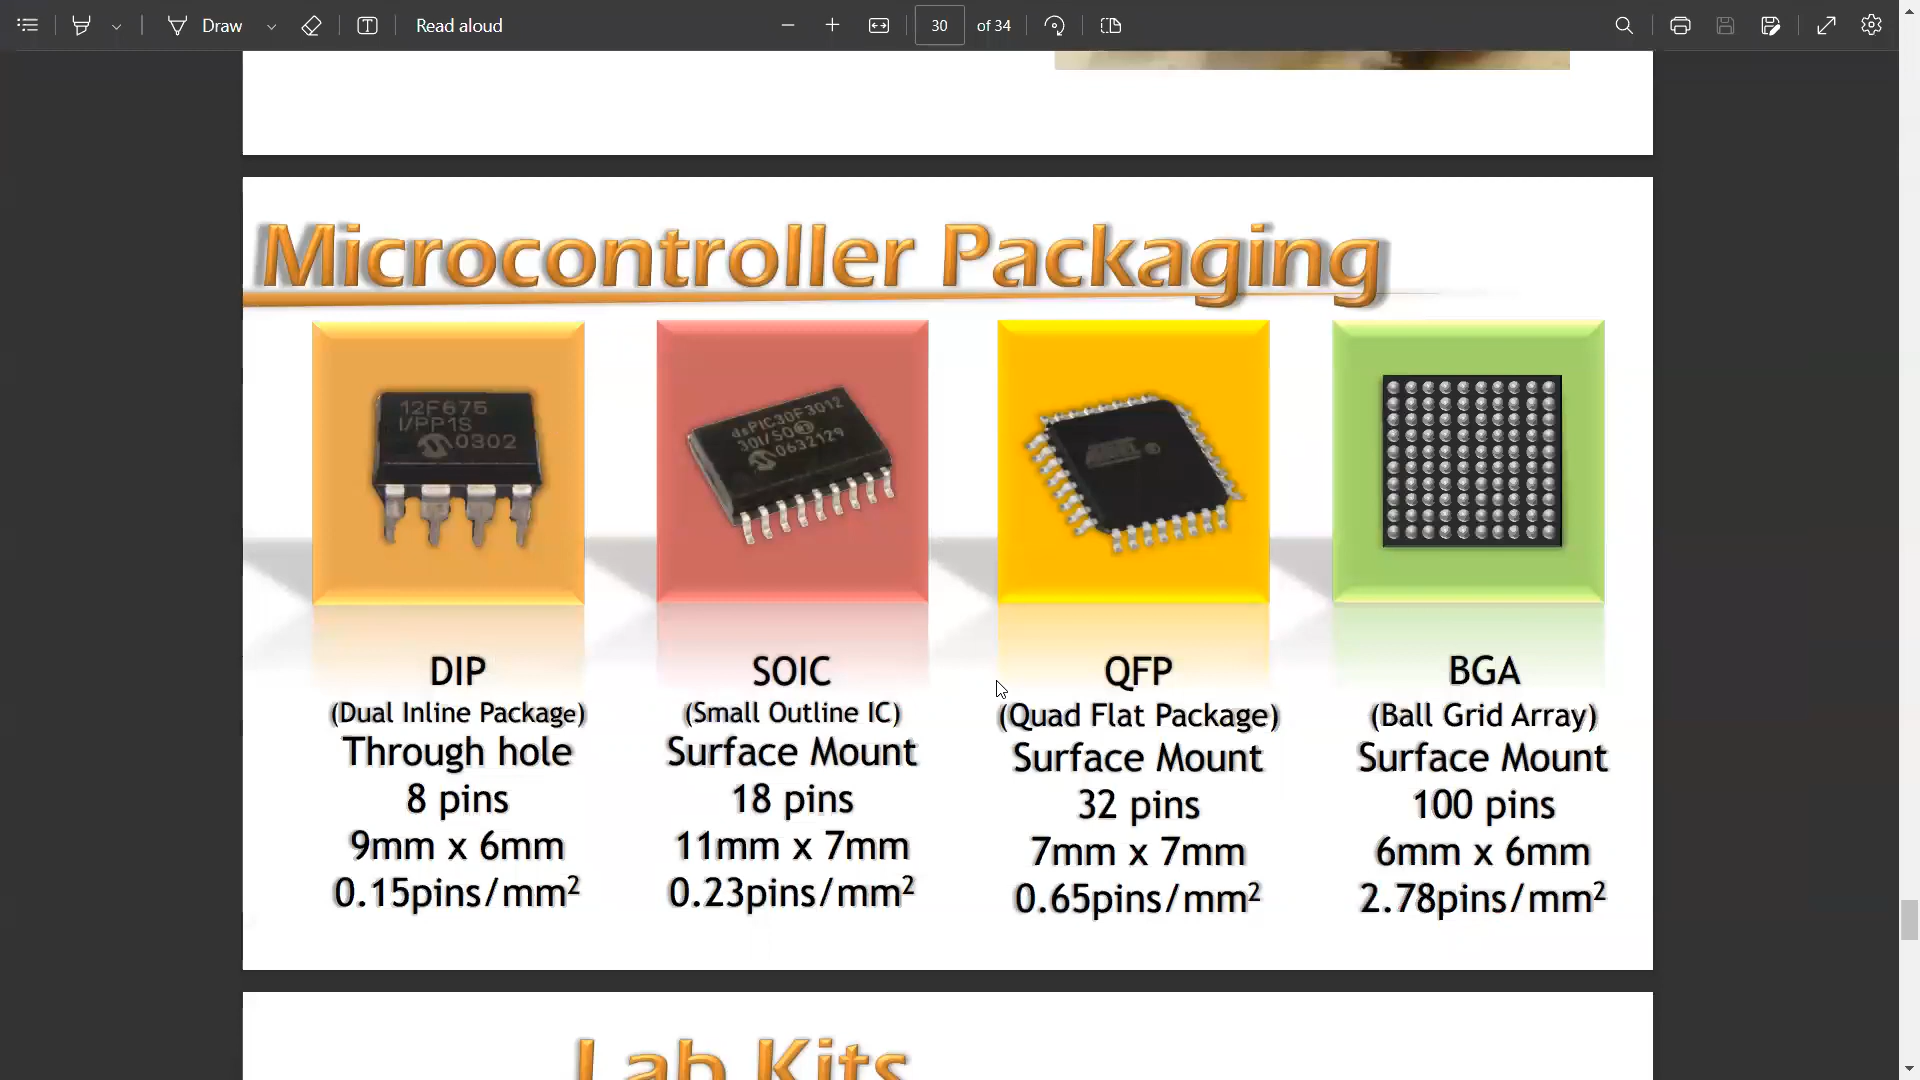 Draw
Read aloud
30
of 34
Microcontroller Packaging
12F675
I/PP1S
0302
dsPIC30F3012
30I/SO
0632129
DIP
(Dual Inline Package)
Through hole
8 pins
9mm x 6mm
0.15pins/mm²
SOIC
(Small Outline IC)
Surface Mount
18 pins
11mm x 7mm
0.23pins/mm²
QFP
(Quad Flat Package)
Surface Mount
32 pins
7mm x 7mm
0.65pins/mm²
BGA
(Ball Grid Array)
Surface Mount
100 pins
6mm x 6mm
2.78pins/mm²
Lab Kits